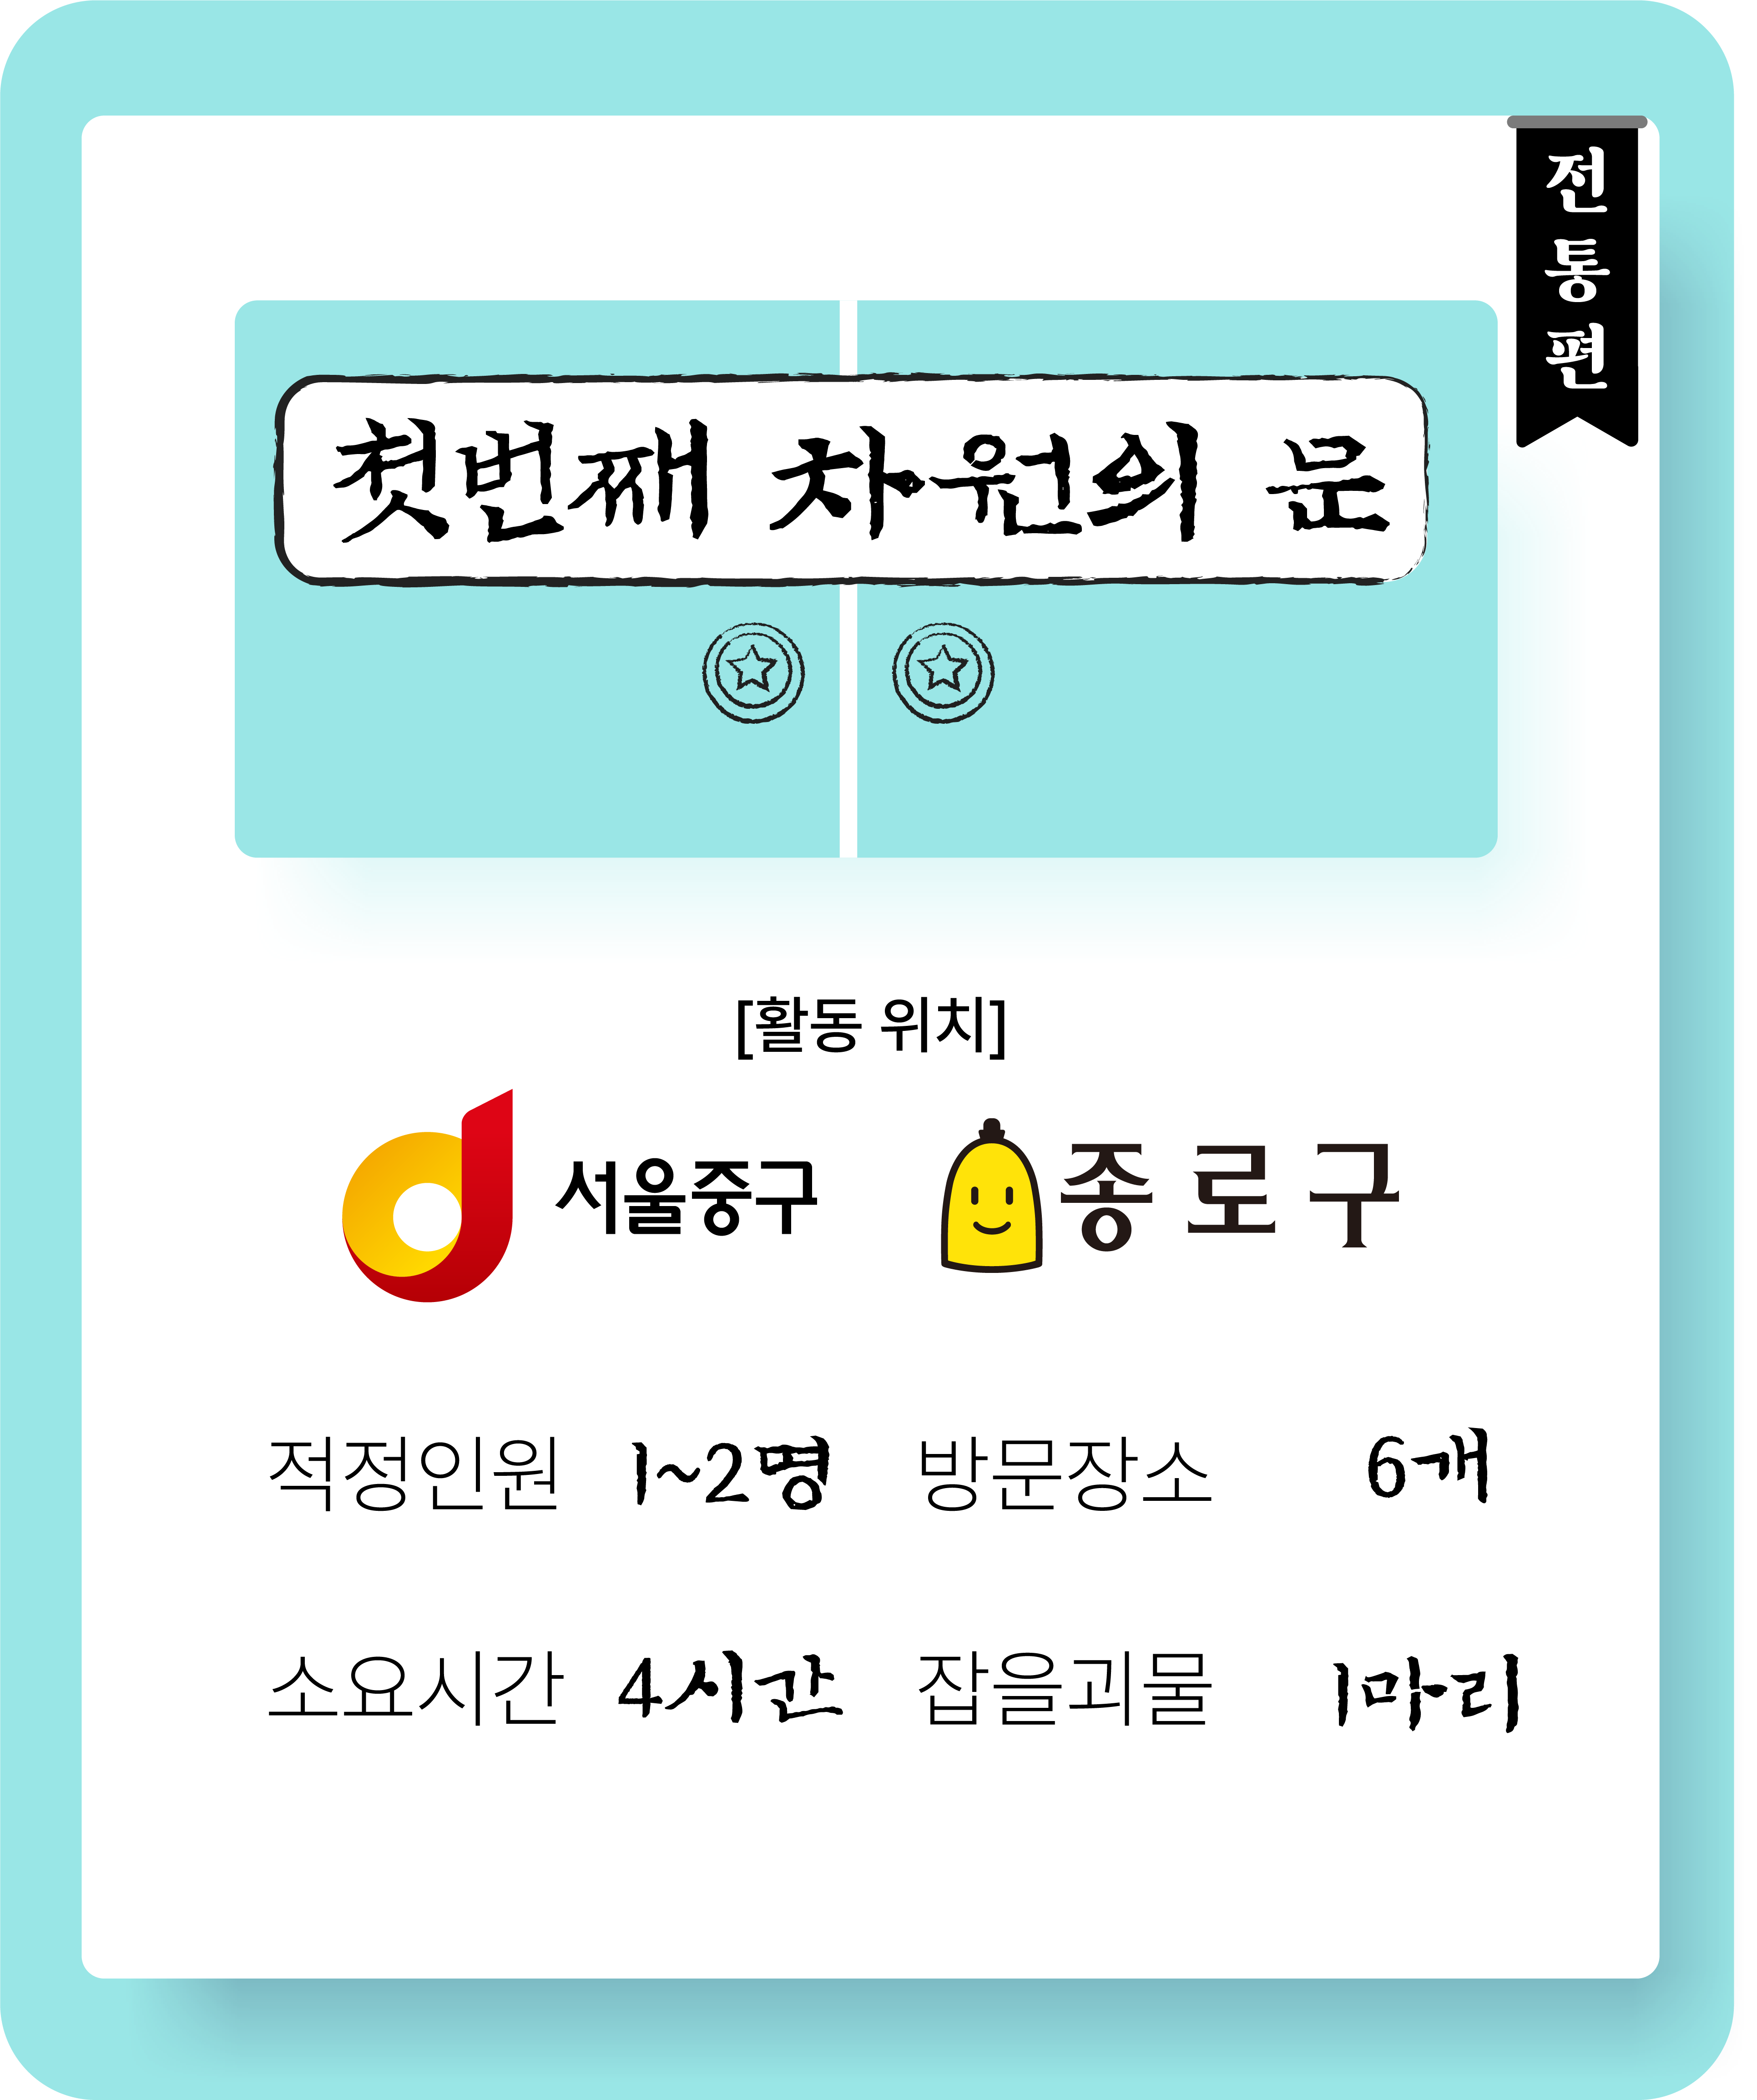 전통편
첫번째 차원의 문
[활동 위치]
서울중구 종로구
적정인원 1~2명 방문장소 6개
소요시간 4시간 잡을괴물 1마리